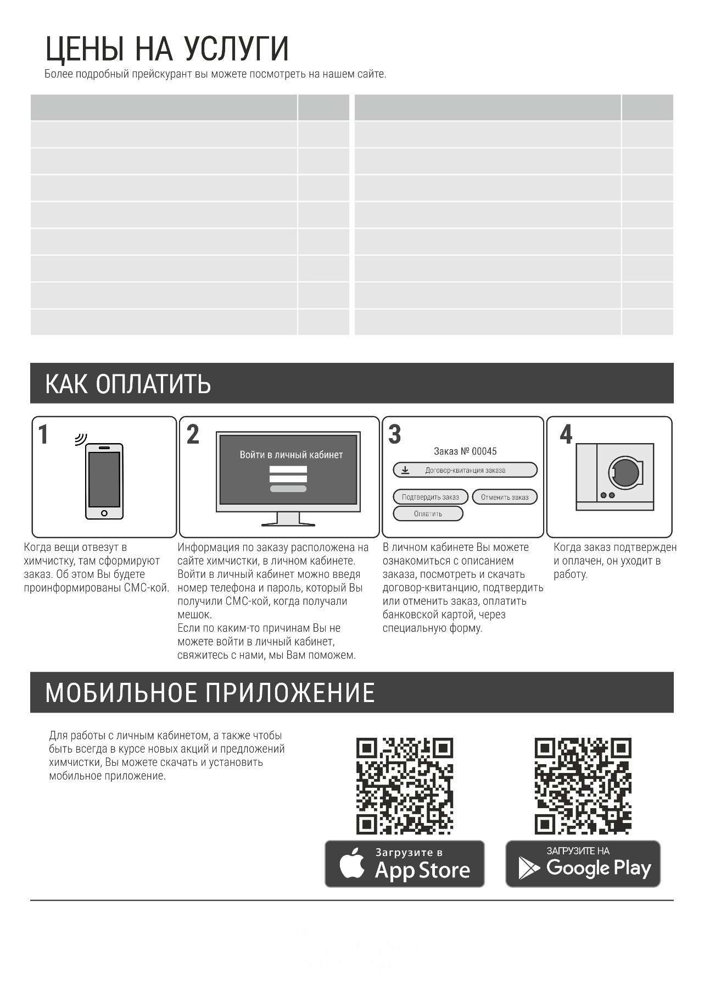 ЦЕНЫ НА УСЛУГИ
Более подробный прейскурант вы можете посмотреть на нашем сайте.
КАК ОПЛАТИТЬ
1
2
Войти в личный кабинет
3
Заказ № 00045
Договор-квитанция заказа
Подтвердить заказ
Отменить заказ
Оплатить
4
Когда вещи отвезут в
химчистку, там сформируют
заказ. Об этом Вы будете
проинформированы СМС-кой.
Информация по заказу расположена на
сайте химчистки, в личном кабинете.
Войти в личный кабинет можно введя
номер телефона и пароль, который Вы
получили СМС-кой, когда получали
мешок.
Если по каким-то причинам Вы не
можете войти в личный кабинет,
свяжитесь с нами, мы Вам поможем.
В личном кабинете Вы можете
ознакомиться с описанием
заказа, посмотреть и скачать
договор-квитанцию, подтвердить
или отменить заказ, оплатить
банковской картой, через
специальную форму.
Когда заказ подтвержден
и оплачен, он уходит в
работу.
МОБИЛЬНОЕ ПРИЛОЖЕНИЕ
Для работы с личным кабинетом, а также чтобы
быть всегда в курсе новых акций и предложений
химчистки, Вы можете скачать и установить
мобильное приложение.
Загрузите в
App Store
ЗАГРУЗИТЕ НА
Google Play